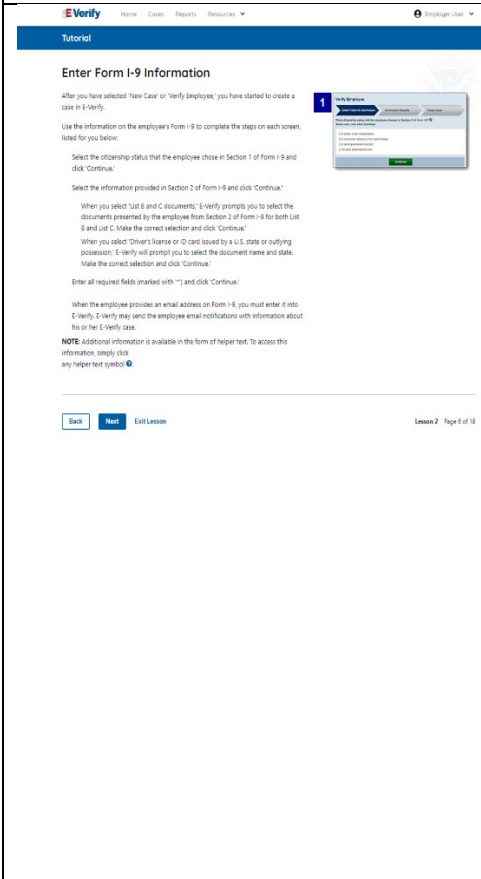 E-Verify Home Cases Reports Resources Employer User
Tutorial
Enter Form I-9 Information
After you have selected 'New Case' or 'Verify Employee,' you have started to create a
case in E-Verify.
Use the information on the employee's Form I-9 to complete the steps on each screen,
listed for you below:
Select the citizenship status that the employee chose in Section 1 of Form I-9 and
click 'Continue.'
Select the information provided in Section 2 of Form I-9 and click 'Continue.'
When you select 'List B and C documents,' E-Verify prompts you to select the
documents presented by the employee from Section 2 of Form I-9 for both List
B and List C. Make the correct selection and click 'Continue.'
When you select 'Driver's license or ID card issued by a U.S. state or outlying
possession,' E-Verify will prompt you to select the document name and state.
Make the correct selection and click 'Continue.'
Enter all required fields (marked with '*') and click 'Continue.'
When the employee provides an email address on Form I-9, you must enter it into
E-Verify. E-Verify may send the employee email notifications with information about
his or her E-Verify case.
NOTE: Additional information is available in the form of helper text. To access this
information, simply click
any helper text symbol ?.
1
Verify Employee
Back Next Exit Lesson Lesson 2 Page 6 of 18